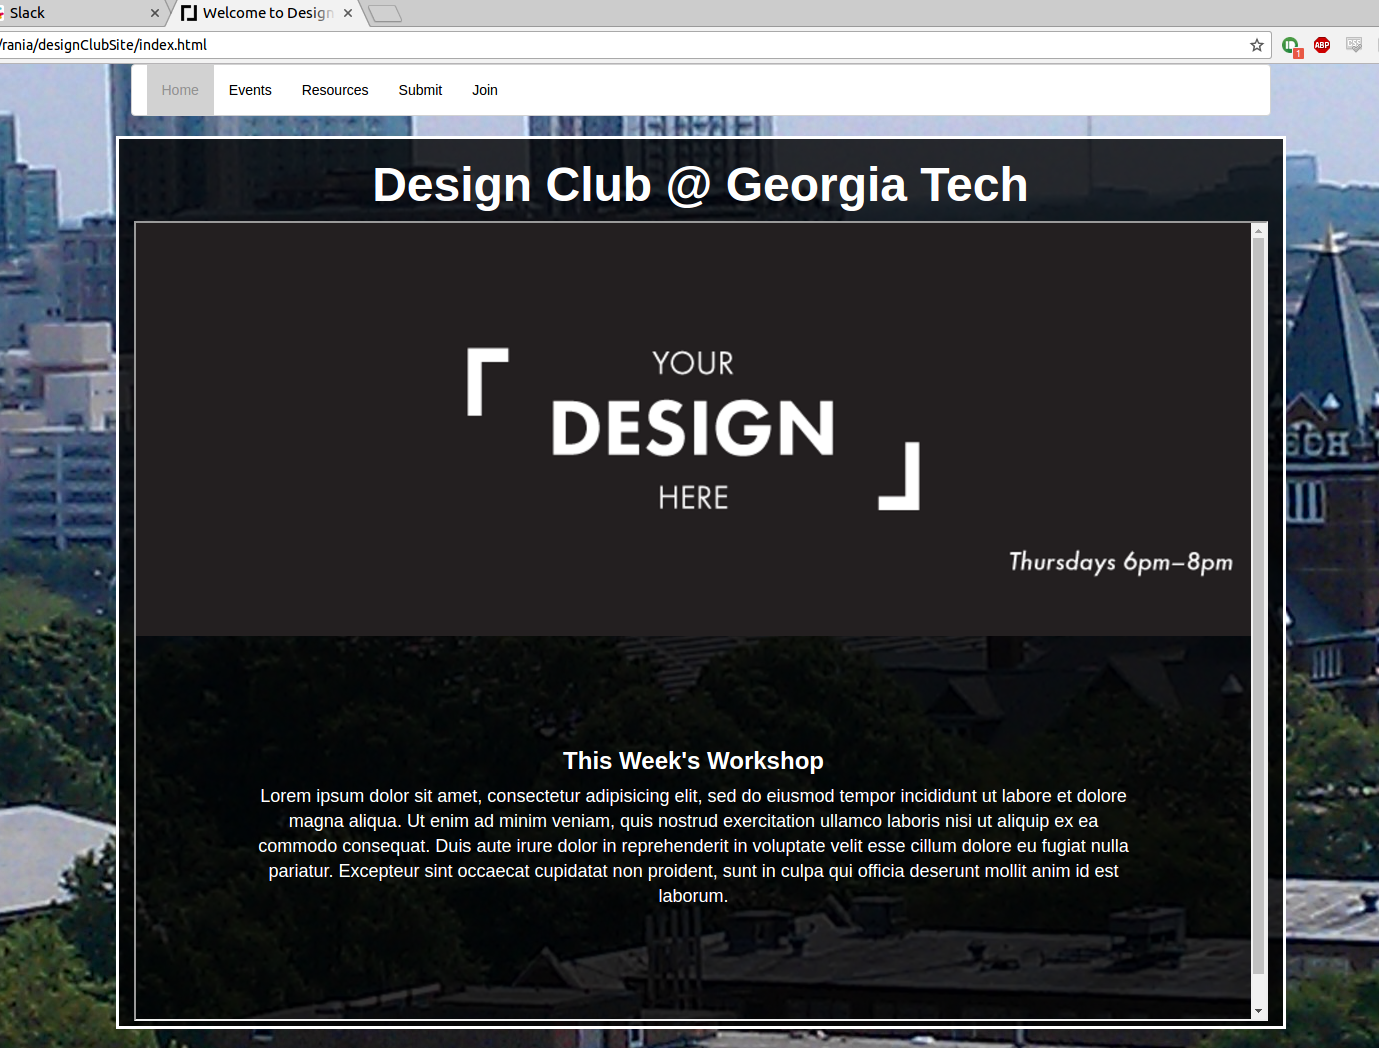 Slack
Welcome to Design
/rania/designClubSite/index.html
1
ABP
CSS
Home Events Resources Submit Join
Design Club @ Georgia Tech
YOUR
DESIGN
HERE
Thursdays 6pm–8pm
TECH
This Week's Workshop
Lorem ipsum dolor sit amet, consectetur adipisicing elit, sed do eiusmod tempor incididunt ut labore et dolore
magna aliqua. Ut enim ad minim veniam, quis nostrud exercitation ullamco laboris nisi ut aliquip ex ea
commodo consequat. Duis aute irure dolor in reprehenderit in voluptate velit esse cillum dolore eu fugiat nulla
pariatur. Excepteur sint occaecat cupidatat non proident, sunt in culpa qui officia deserunt mollit anim id est
laborum.